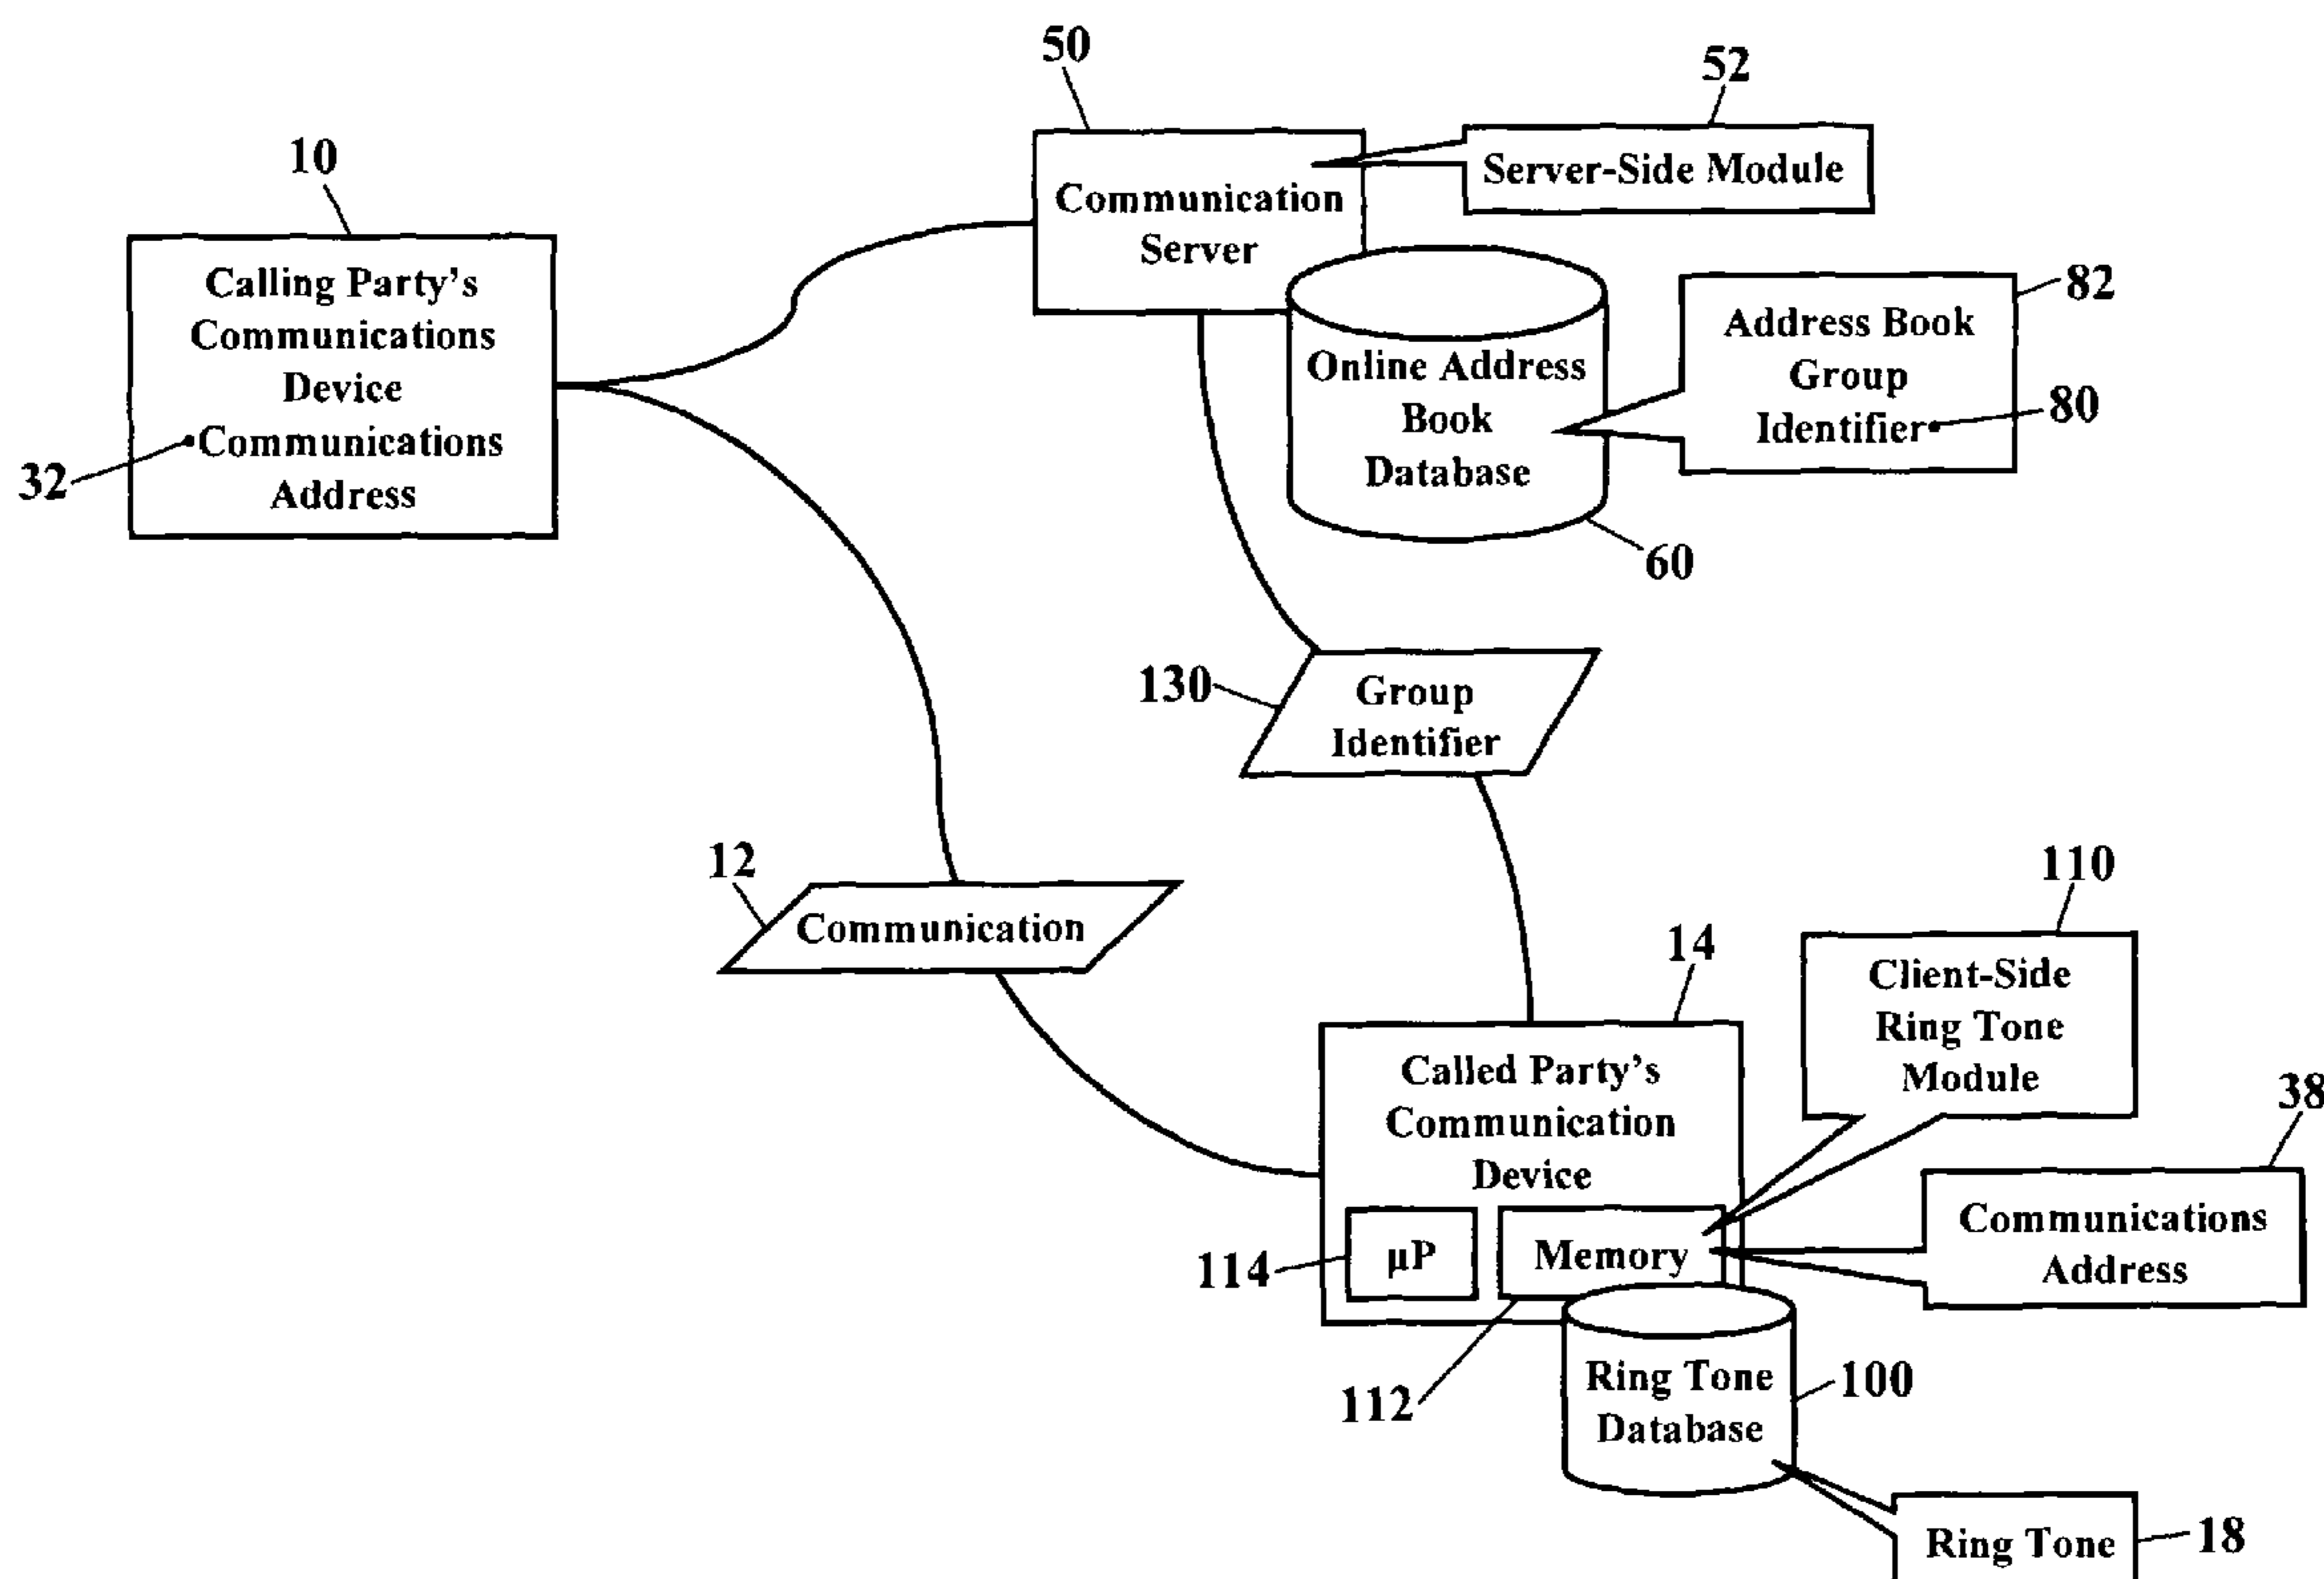 50
52
10
Server-Side Module
Communication
Server
Calling Party's
Communications
Device
Communications
Address
32
82
Address Book
Group
Identifier
80
Online Address
Book
Database
60
130
Group
Identifier
12
Communication
110
14
Client-Side
Ring Tone
Module
38
Called Party's
Communication
Device
Communications
Address
114
µP
Memory
112
Ring Tone
Database
100
Ring Tone
18